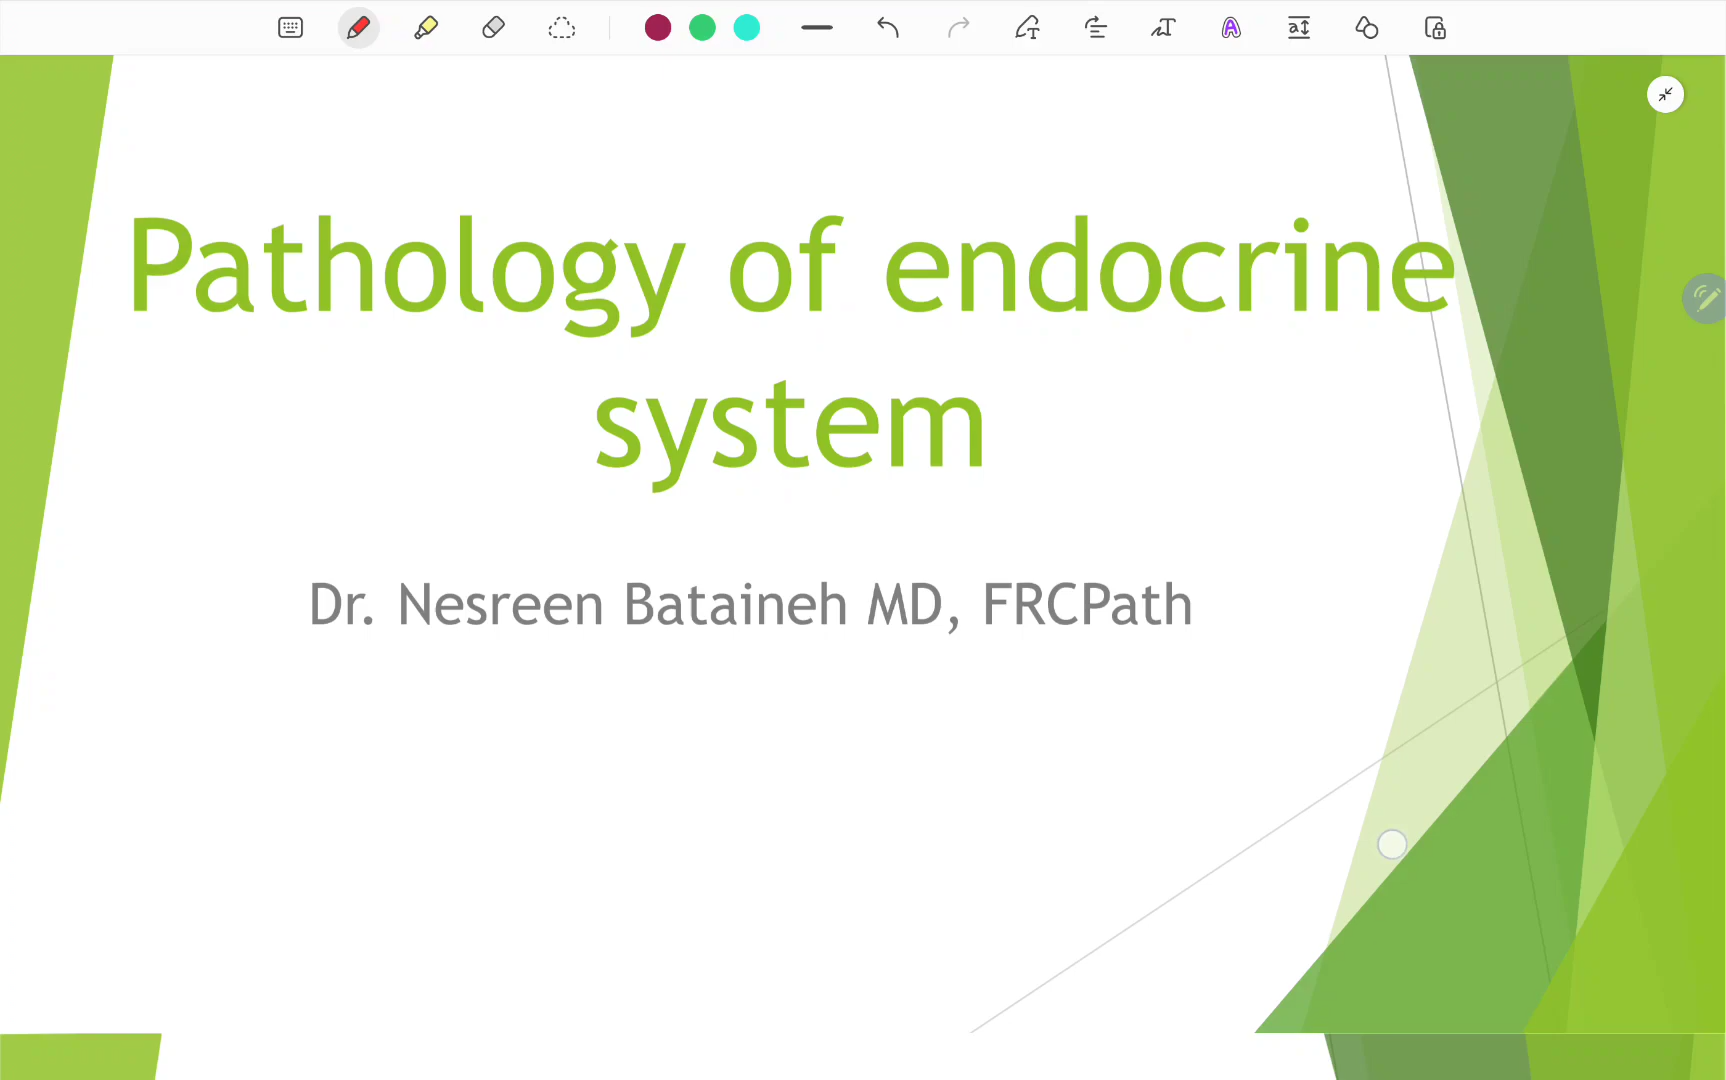 Pathology of endocrine
system
Dr. Nesreen Bataineh MD, FRCPath